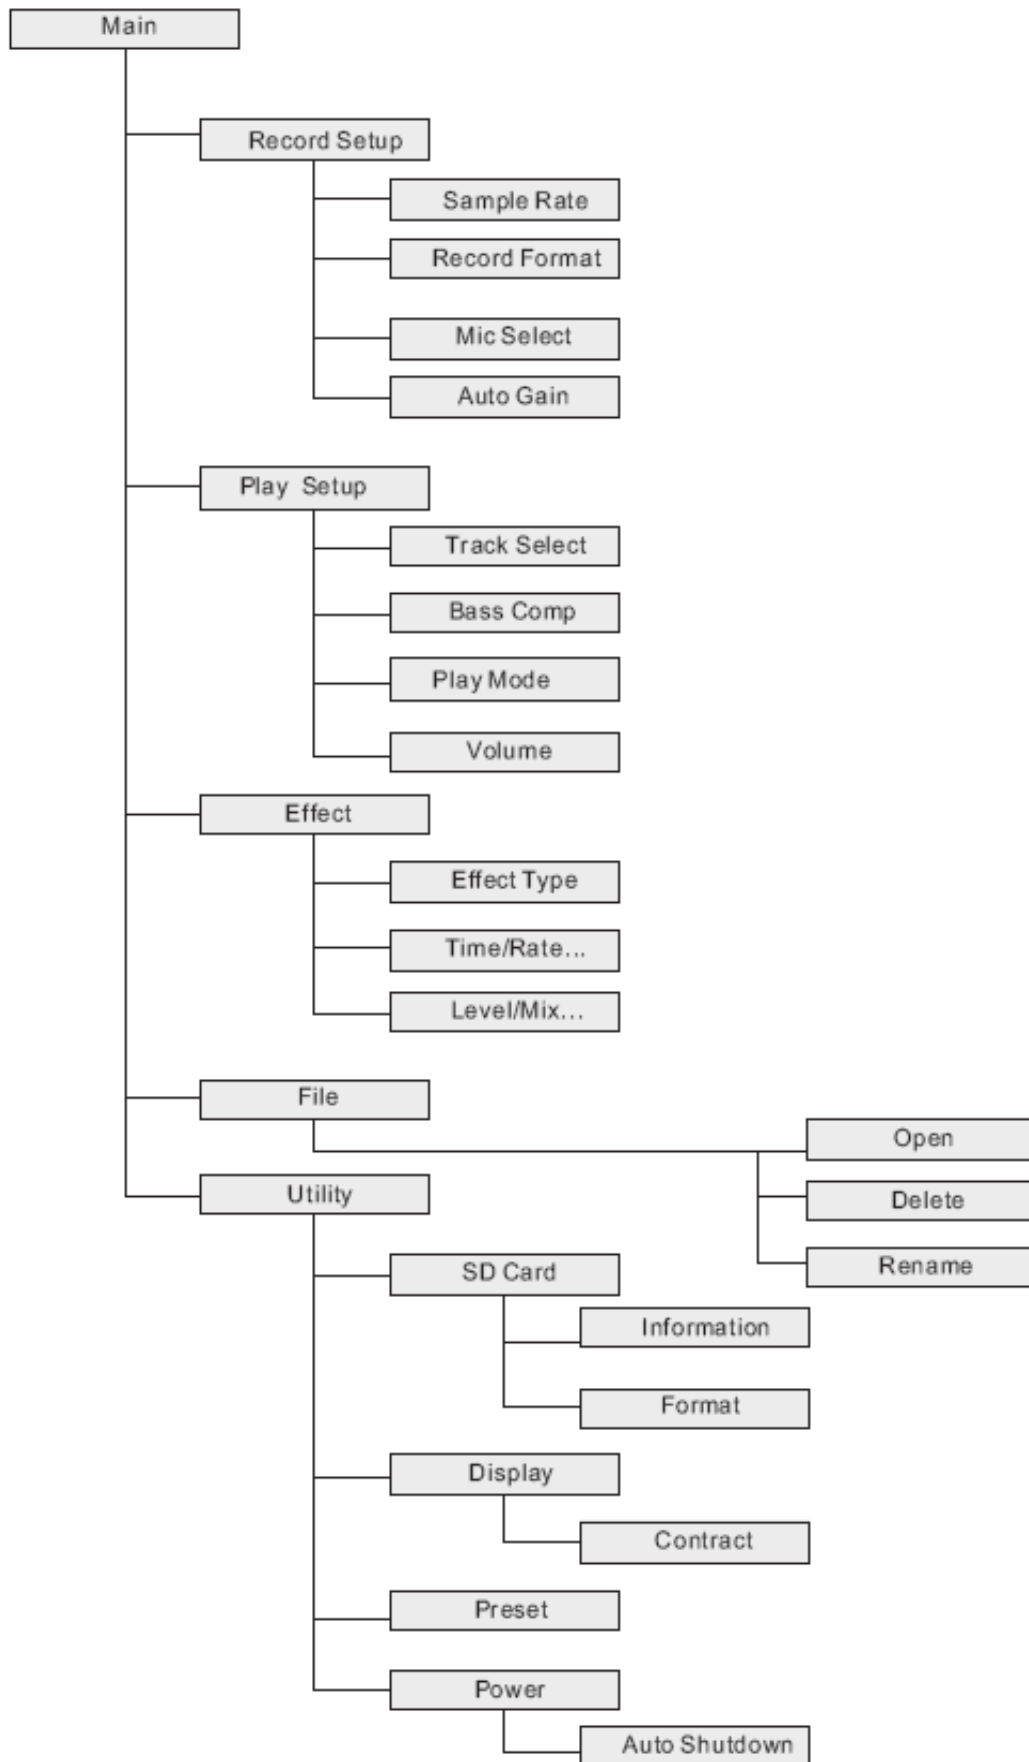 Main
Record Setup
Sample Rate
Record Format
Mic Select
Auto Gain
Play Setup
Track Select
Bass Comp
Play Mode
Volume
Effect
Effect Type
Time/Rate...
Level/Mix...
File
Open
Delete
Rename
Utility
SD Card
Information
Format
Display
Contract
Preset
Power
Auto Shutdown